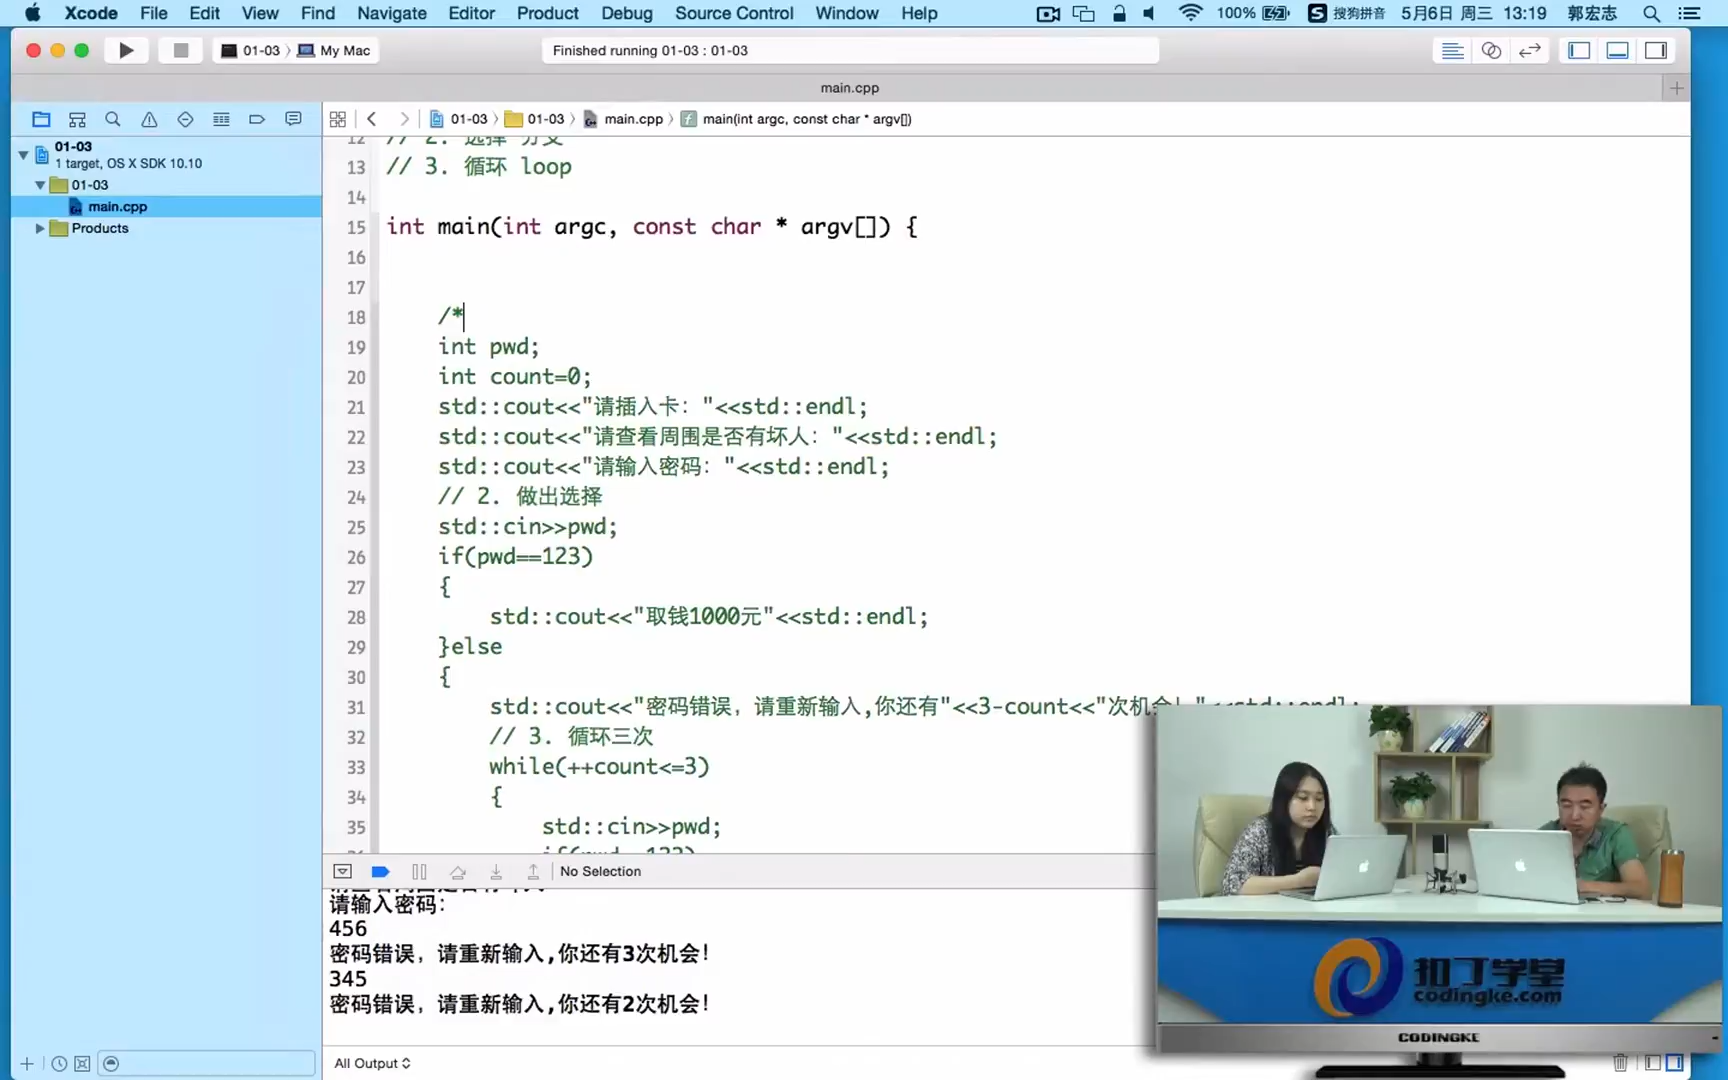 Xcode File Edit View Find Navigate Editor Product Debug Source Control Window Help 100% 搜狗拼音 5月6日 周三 13:19 郭宏志
01-03 My Mac Finished running 01-03 : 01-03
main.cpp
01-03 01-03 main.cpp main(int argc, const char * argv[])
01-03
1 target, OS X SDK 10.10
01-03
main.cpp
Products
12 // 2. 选择 分支
13 // 3. 循环 loop
14
15 int main(int argc, const char * argv[]) {
16
17
18 /*
19 int pwd;
20 int count=0;
21 std::cout<<"请插入卡: "<<std::endl;
22 std::cout<<"请查看周围是否有坏人: "<<std::endl;
23 std::cout<<"请输入密码: "<<std::endl;
24 // 2. 做出选择
25 std::cin>>pwd;
26 if(pwd==123)
27 {
28 std::cout<<"取钱1000元"<<std::endl;
29 }else
30 {
31 std::cout<<"密码错误，请重新输入,你还有"<<3-count<<"次机会!"<<std::endl;
32 // 3. 循环三次
33 while(++count<=3)
34 {
35 std::cin>>pwd;
No Selection
请输入密码:
456
密码错误，请重新输入,你还有3次机会!
345
密码错误，请重新输入,你还有2次机会!
All Output
扣丁学堂
codingke.com
CODINGKE